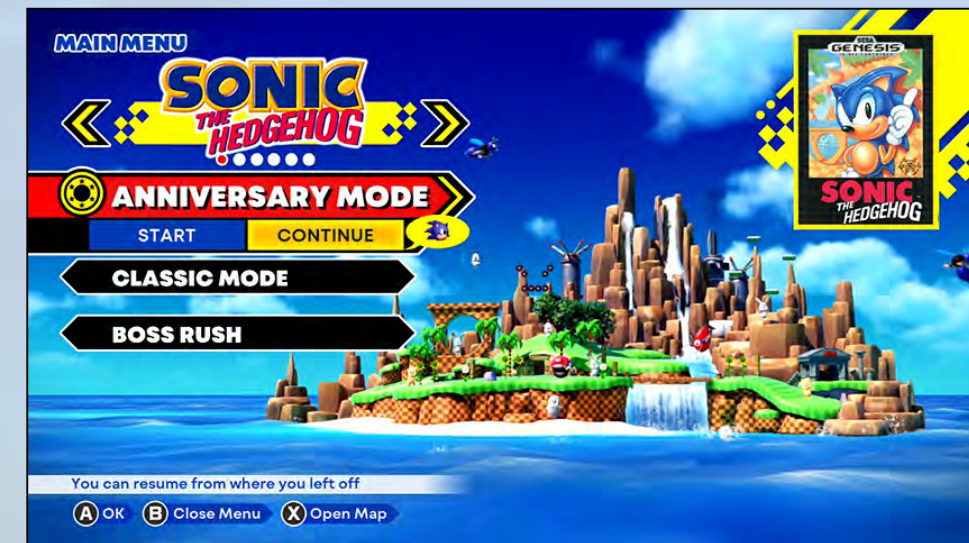 MAIN MENU
SONIC
THE
HEDGEHOG
ANNIVERSARY MODE
START CONTINUE
CLASSIC MODE
BOSS RUSH
You can resume from where you left off
A OK B Close Menu X Open Map
SEGA
GENESIS
SONIC
THE
HEDGEHOG